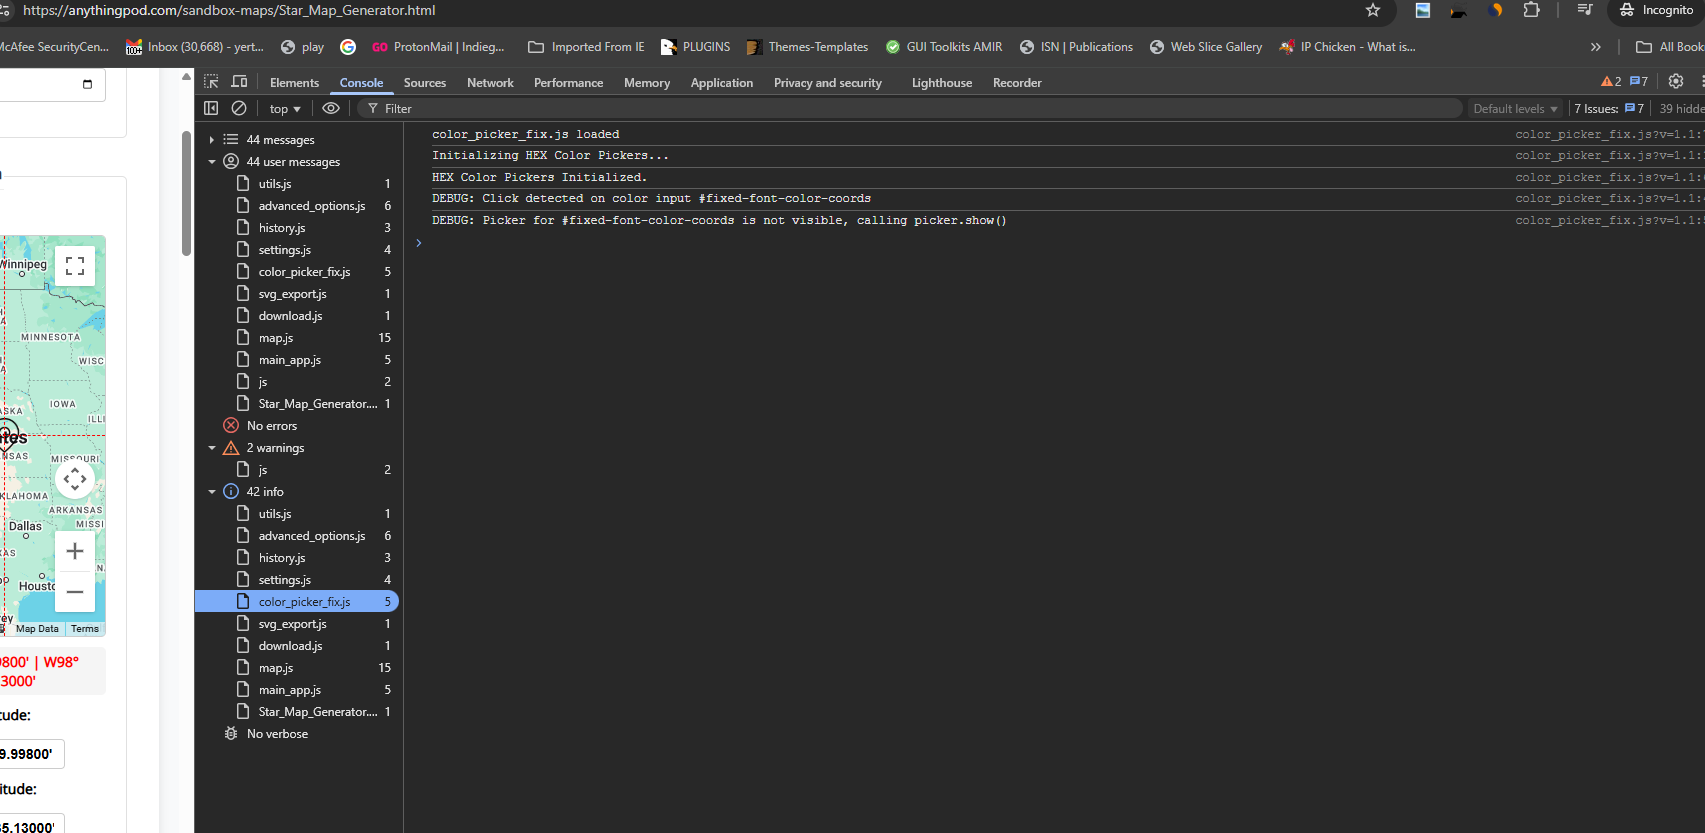 https://anythingpod.com/sandbox-maps/Star_Map_Generator.html
Incognito
McAfee SecurityCen...
Inbox (30,668) - yert...
play
GO ProtonMail | Indieg...
Imported From IE
PLUGINS
Themes-Templates
GUI Toolkits AMIR
ISN | Publications
Web Slice Gallery
IP Chicken - What is...
»
All Book
Elements
Console
Sources
Network
Performance
Memory
Application
Privacy and security
Lighthouse
Recorder
2
7
top
Filter
Default levels
7 Issues:
7
39 hidde
44 messages
44 user messages
utils.js 1
advanced_options.js 6
history.js 3
settings.js 4
color_picker_fix.js 5
svg_export.js 1
download.js 1
map.js 15
main_app.js 5
js 2
Star_Map_Generator.... 1
No errors
2 warnings
js 2
42 info
utils.js 1
advanced_options.js 6
history.js 3
settings.js 4
color_picker_fix.js 5
svg_export.js 1
download.js 1
map.js 15
main_app.js 5
Star_Map_Generator.... 1
No verbose
color_picker_fix.js loaded color_picker_fix.js?v=1.1:
Initializing HEX Color Pickers... color_picker_fix.js?v=1.1:
HEX Color Pickers Initialized. color_picker_fix.js?v=1.1:
DEBUG: Click detected on color input #fixed-font-color-coords color_picker_fix.js?v=1.1:
DEBUG: Picker for #fixed-font-color-coords is not visible, calling picker.show() color_picker_fix.js?v=1.1:
Winnipeg
MINNESOTA
WISC
IOWA
ASKA
ILLI
tes
NSAS
MISSOURI
KLAHOMA
ARKANSAS
MISSI
Dallas
XAS
Housto
rey
Map Data
Terms
9800' | W98°
3000'
tude:
9.99800'
itude:
5.13000'